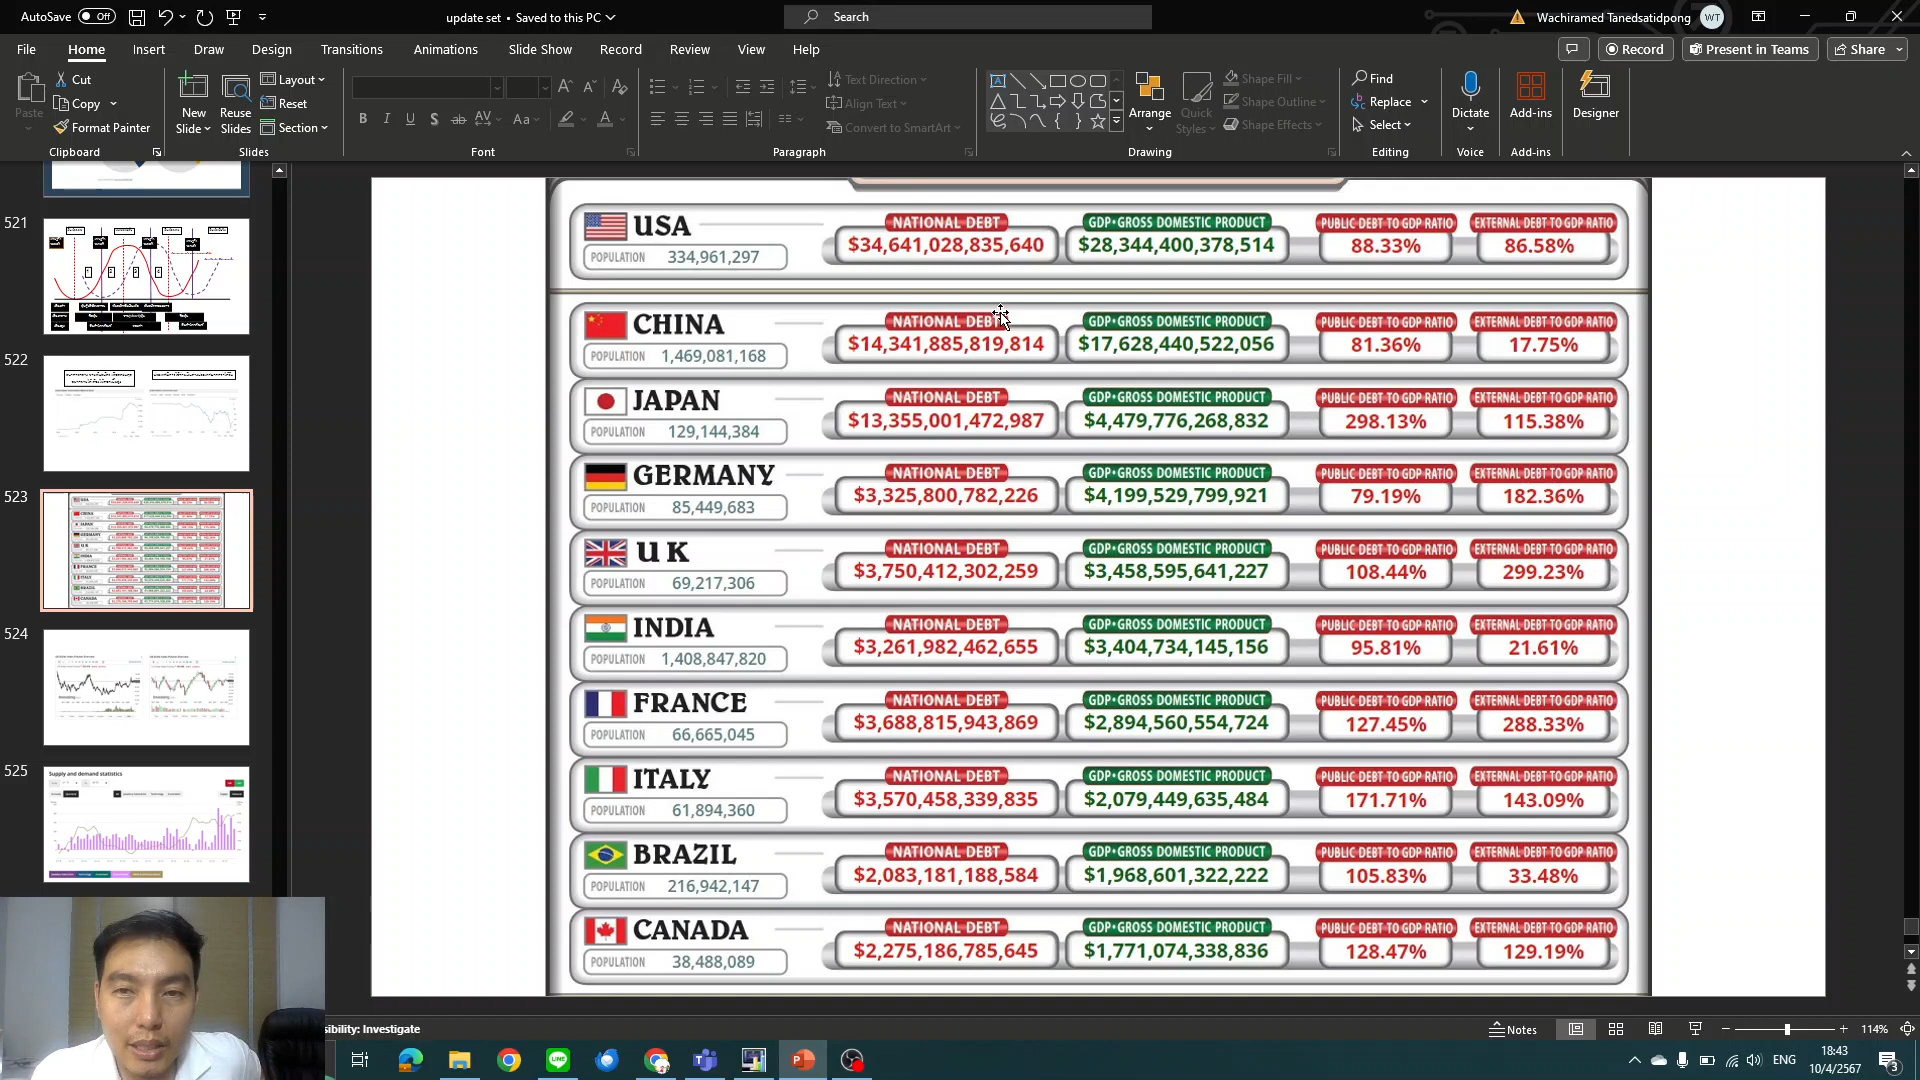 AutoSave Off
update set • Saved to this PC
Search
Wachiramed Tanedsatidpong WT
File Home Insert Draw Design Transitions Animations Slide Show Record Review View Help
Record Present in Teams Share
Paste
Cut
Copy
Format Painter
Clipboard
New Slide
Reuse Slides
Layout
Reset
Section
Slides
Font
Text Direction
Align Text
Convert to SmartArt
Paragraph
Arrange
Quick Styles
Shape Fill
Shape Outline
Shape Effects
Drawing
Find
Replace
Select
Editing
Dictate
Voice
Add-ins
Add-ins
Designer
521
522
523
524
525
Supply and demand statistics
USA
POPULATION 334,961,297
NATIONAL DEBT
$34,641,028,835,640
GDP•GROSS DOMESTIC PRODUCT
$28,344,400,378,514
PUBLIC DEBT TO GDP RATIO
88.33%
EXTERNAL DEBT TO GDP RATIO
86.58%
CHINA
POPULATION 1,469,081,168
NATIONAL DEBT
$14,341,885,819,814
GDP•GROSS DOMESTIC PRODUCT
$17,628,440,522,056
PUBLIC DEBT TO GDP RATIO
81.36%
EXTERNAL DEBT TO GDP RATIO
17.75%
JAPAN
POPULATION 129,144,384
NATIONAL DEBT
$13,355,001,472,987
GDP•GROSS DOMESTIC PRODUCT
$4,479,776,268,832
PUBLIC DEBT TO GDP RATIO
298.13%
EXTERNAL DEBT TO GDP RATIO
115.38%
GERMANY
POPULATION 85,449,683
NATIONAL DEBT
$3,325,800,782,226
GDP•GROSS DOMESTIC PRODUCT
$4,199,529,799,921
PUBLIC DEBT TO GDP RATIO
79.19%
EXTERNAL DEBT TO GDP RATIO
182.36%
U K
POPULATION 69,217,306
NATIONAL DEBT
$3,750,412,302,259
GDP•GROSS DOMESTIC PRODUCT
$3,458,595,641,227
PUBLIC DEBT TO GDP RATIO
108.44%
EXTERNAL DEBT TO GDP RATIO
299.23%
INDIA
POPULATION 1,408,847,820
NATIONAL DEBT
$3,261,982,462,655
GDP•GROSS DOMESTIC PRODUCT
$3,404,734,145,156
PUBLIC DEBT TO GDP RATIO
95.81%
EXTERNAL DEBT TO GDP RATIO
21.61%
FRANCE
POPULATION 66,665,045
NATIONAL DEBT
$3,688,815,943,869
GDP•GROSS DOMESTIC PRODUCT
$2,894,560,554,724
PUBLIC DEBT TO GDP RATIO
127.45%
EXTERNAL DEBT TO GDP RATIO
288.33%
ITALY
POPULATION 61,894,360
NATIONAL DEBT
$3,570,458,339,835
GDP•GROSS DOMESTIC PRODUCT
$2,079,449,635,484
PUBLIC DEBT TO GDP RATIO
171.71%
EXTERNAL DEBT TO GDP RATIO
143.09%
BRAZIL
POPULATION 216,942,147
NATIONAL DEBT
$2,083,181,188,584
GDP•GROSS DOMESTIC PRODUCT
$1,968,601,322,222
PUBLIC DEBT TO GDP RATIO
105.83%
EXTERNAL DEBT TO GDP RATIO
33.48%
CANADA
POPULATION 38,488,089
NATIONAL DEBT
$2,275,186,785,645
GDP•GROSS DOMESTIC PRODUCT
$1,771,074,338,836
PUBLIC DEBT TO GDP RATIO
128.47%
EXTERNAL DEBT TO GDP RATIO
129.19%
sibility: Investigate
Notes
114%
ENG
18:43
10/4/2567
3